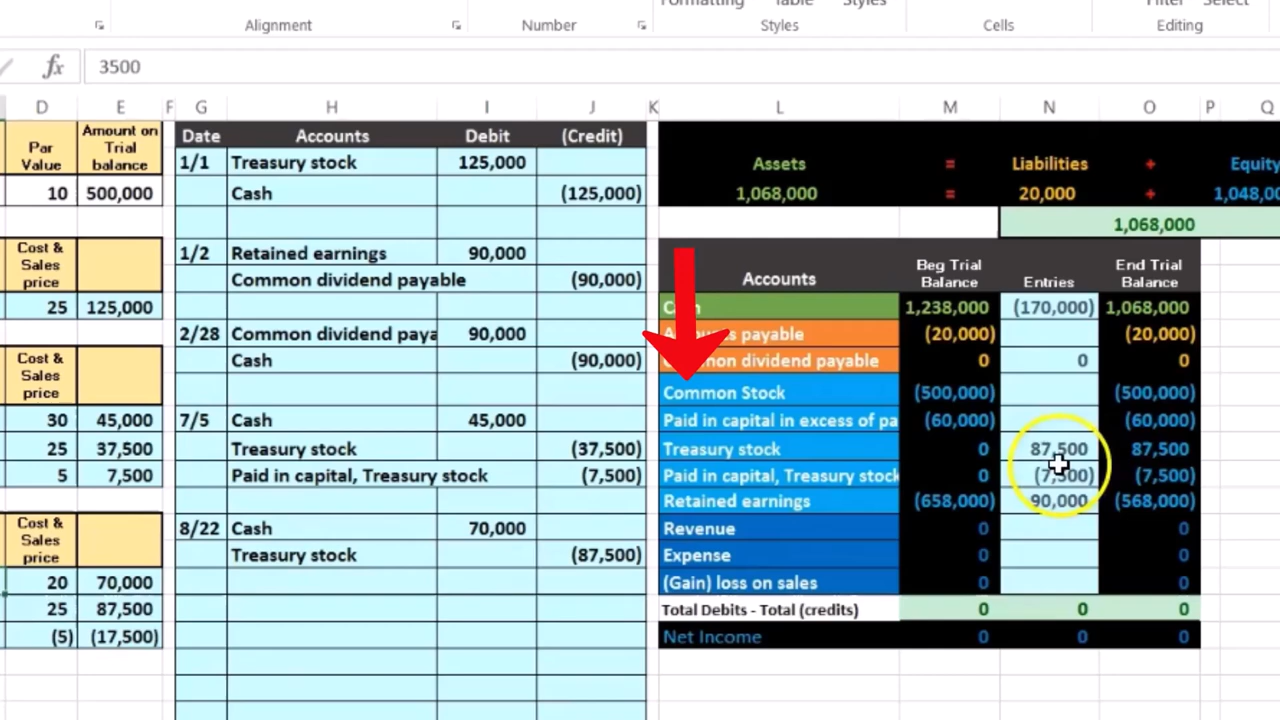 Formatting Table Styles Filter Select
Alignment Number Styles Cells Editing
fx 3500
D E F G H I J K L M N O P Q
Par Value
Amount on Trial balance
10 500,000
Cost & Sales price
25 125,000
Cost & Sales price
30 45,000
25 37,500
5 7,500
Cost & Sales price
20 70,000
25 87,500
(5) (17,500)
Date Accounts Debit (Credit)
1/1 Treasury stock 125,000
Cash (125,000)
1/2 Retained earnings 90,000
Common dividend payable (90,000)
2/28 Common dividend paya 90,000
Cash (90,000)
7/5 Cash 45,000
Treasury stock (37,500)
Paid in capital, Treasury stock (7,500)
8/22 Cash 70,000
Treasury stock (87,500)
Assets = Liabilities + Equity
1,068,000 = 20,000 + 1,048,00
1,068,000
Accounts
Beg Trial Balance
Entries
End Trial Balance
1,238,000 (170,000) 1,068,000
payable (20,000) (20,000)
dividend payable 0 0 0
Common Stock (500,000) (500,000)
Paid in capital in excess of pa (60,000) (60,000)
Treasury stock 0 87,500 87,500
Paid in capital, Treasury stock 0 (7,500) (7,500)
Retained earnings (658,000) 90,000 (568,000)
Revenue 0 0
Expense 0 0
(Gain) loss on sales 0 0
Total Debits - Total (credits) 0 0 0
Net Income 0 0 0